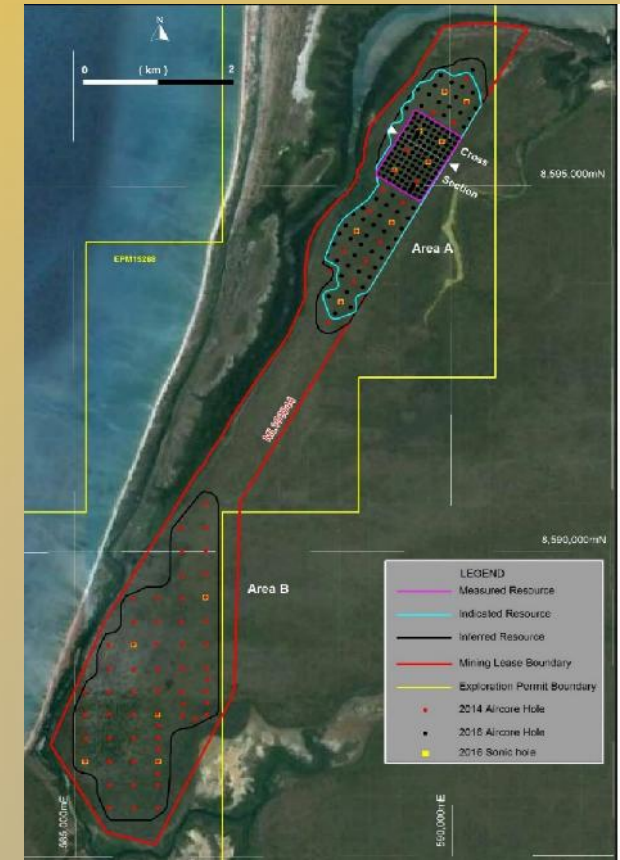 N
0 (km) 2
Cross
Section
8,595,000mN
Area A
EPM15268
8,590,000mN
Area B
LEGEND
Measured Resource
Indicated Resource
Inferred Resource
Mining Lease Boundary
Exploration Permit Boundary
2014 Aircore Hole
2016 Aircore Hole
2016 Sonic hole
585,000mE
590,000mE